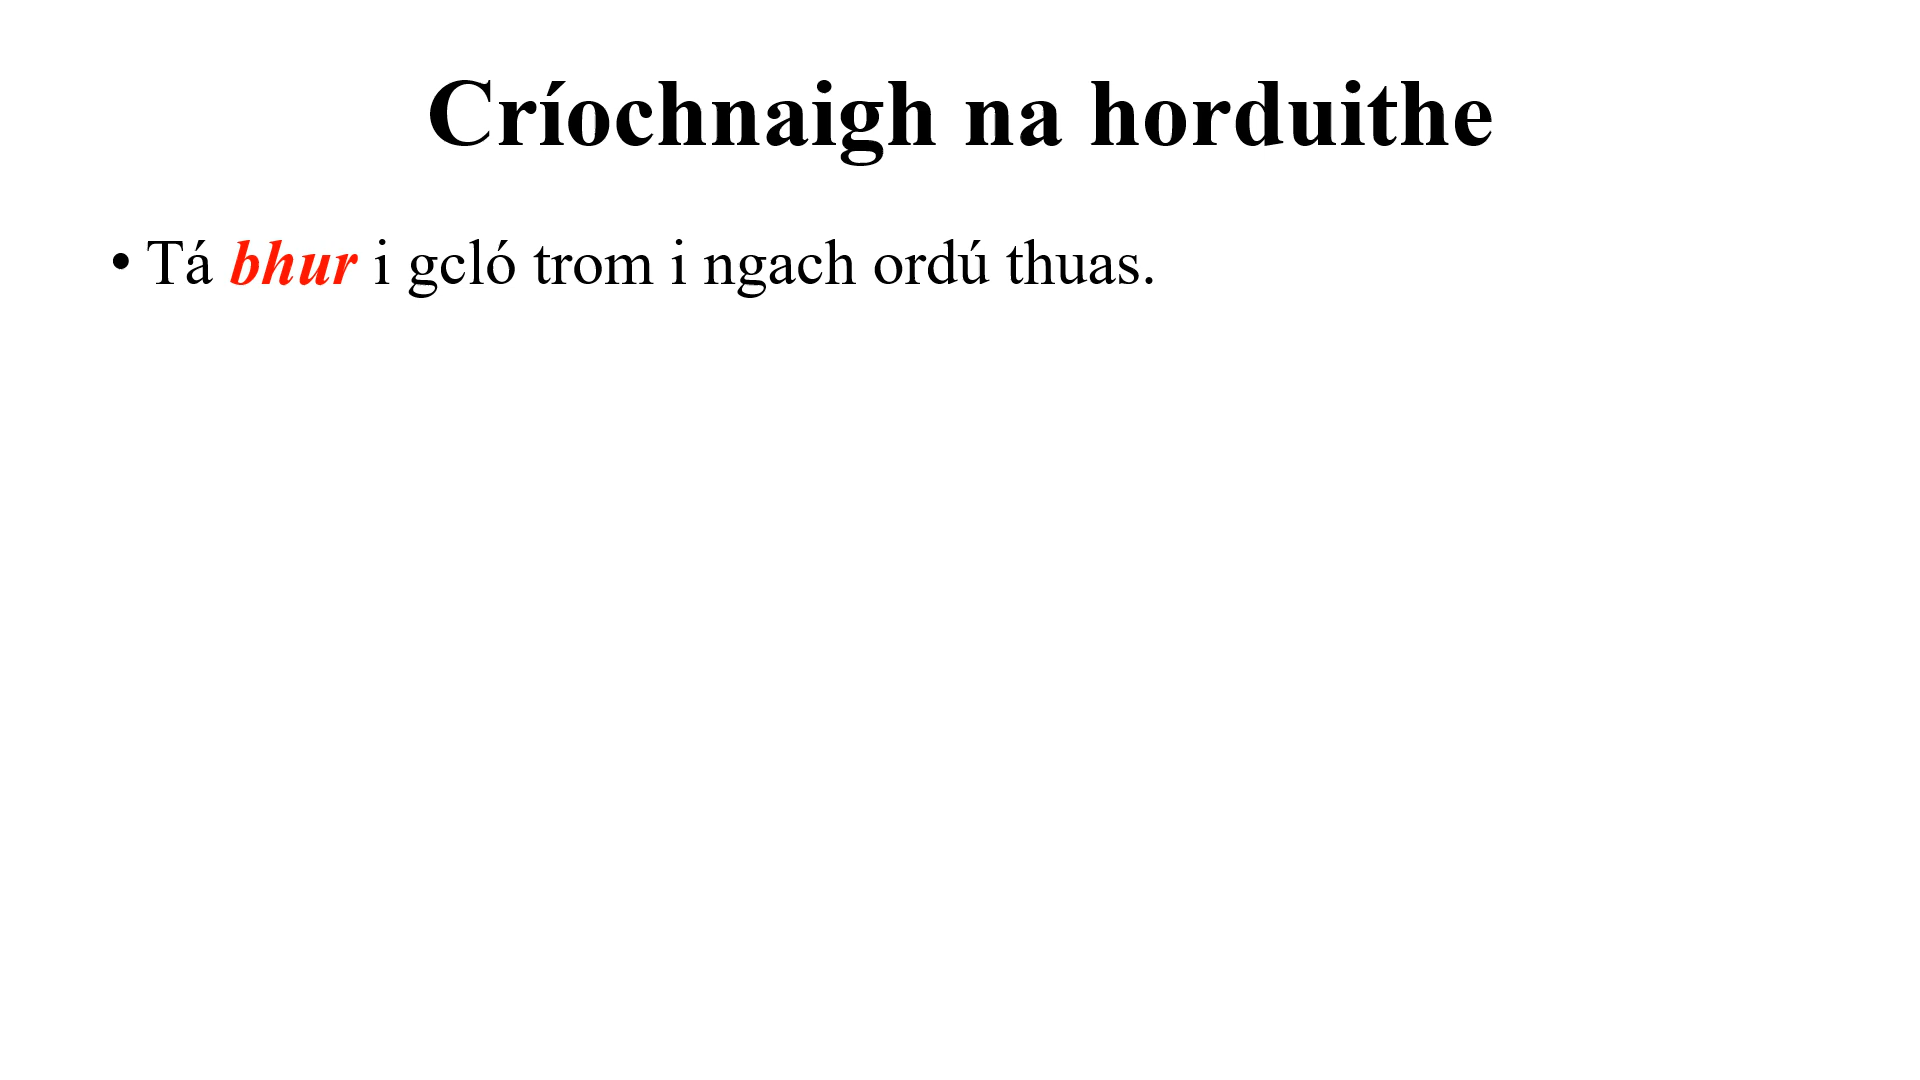 Críochnaigh na horduithe
• Tá bhur i gcló trom i ngach ordú thuas.